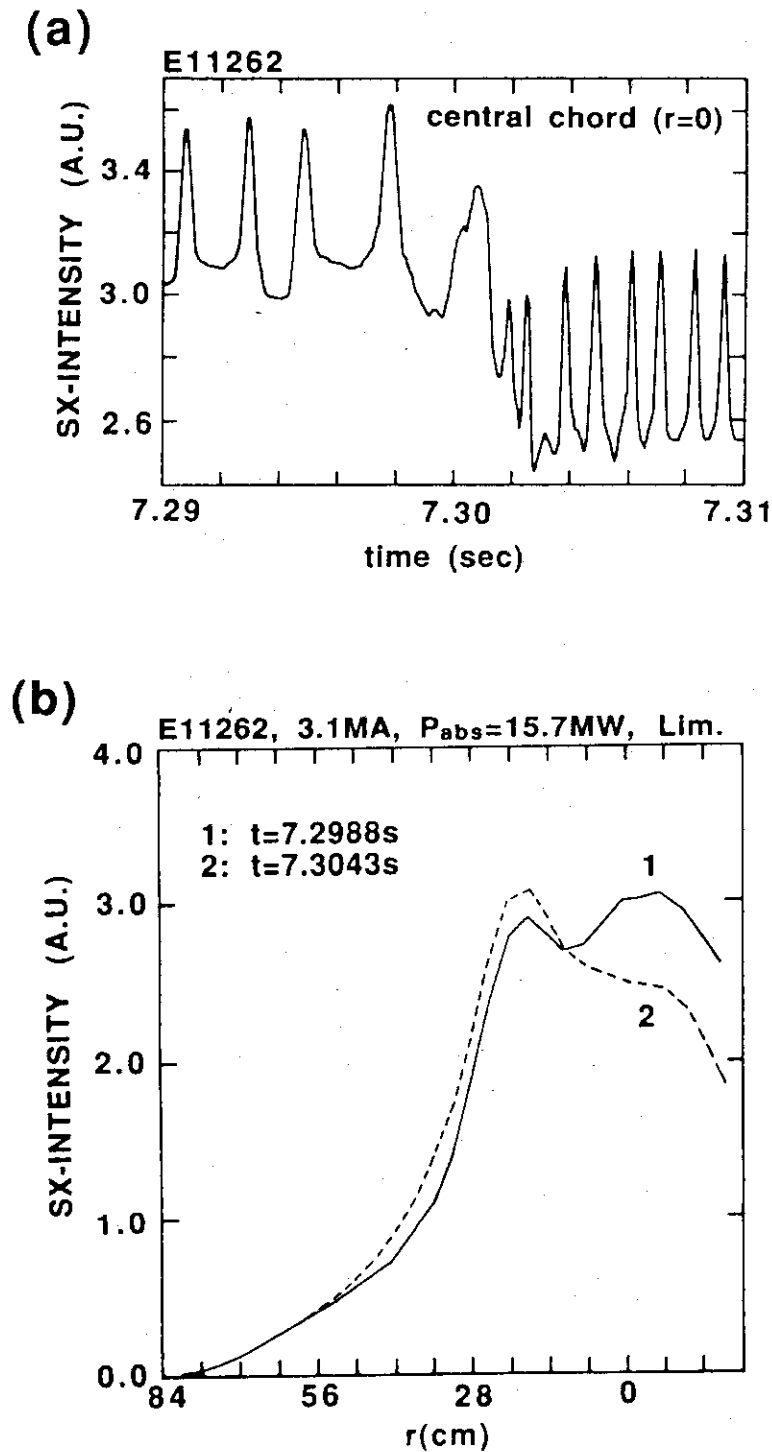 (a)
E11262
central chord (r=0)
SX-INTENSITY (A.U.)
3.4
3.0
2.6
7.29 7.30 7.31
time (sec)
(b)
E11262, 3.1MA, Pabs=15.7MW, Lim.
4.0
1: t=7.2988s
2: t=7.3043s
1
2
SX-INTENSITY (A.U.)
3.0
2.0
1.0
0.0
84 56 28 0
r(cm)